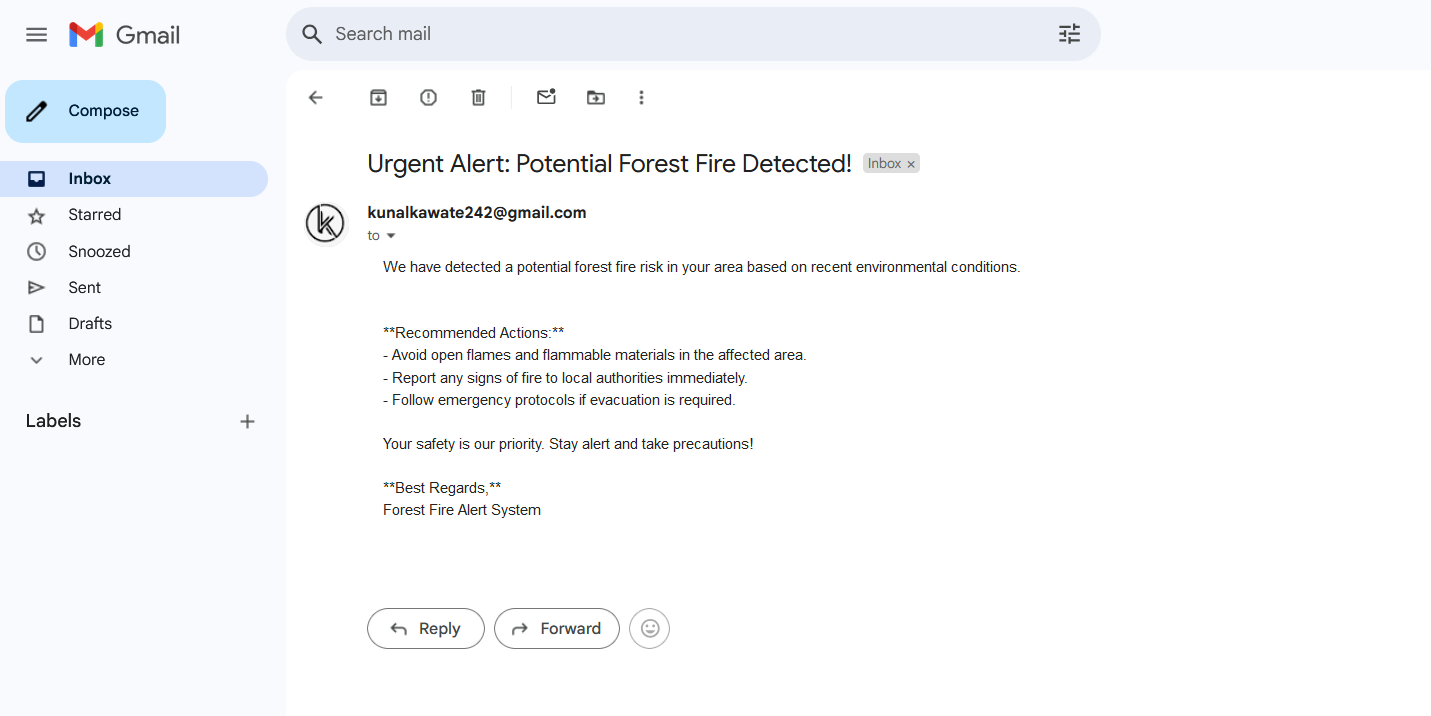 Gmail
Search mail
Compose
Inbox
Starred
Snoozed
Sent
Drafts
More
Labels
Urgent Alert: Potential Forest Fire Detected! Inbox x
kunalkawate242@gmail.com
to
We have detected a potential forest fire risk in your area based on recent environmental conditions.
**Recommended Actions:**
- Avoid open flames and flammable materials in the affected area.
- Report any signs of fire to local authorities immediately.
- Follow emergency protocols if evacuation is required.
Your safety is our priority. Stay alert and take precautions!
**Best Regards,**
Forest Fire Alert System
Reply
Forward